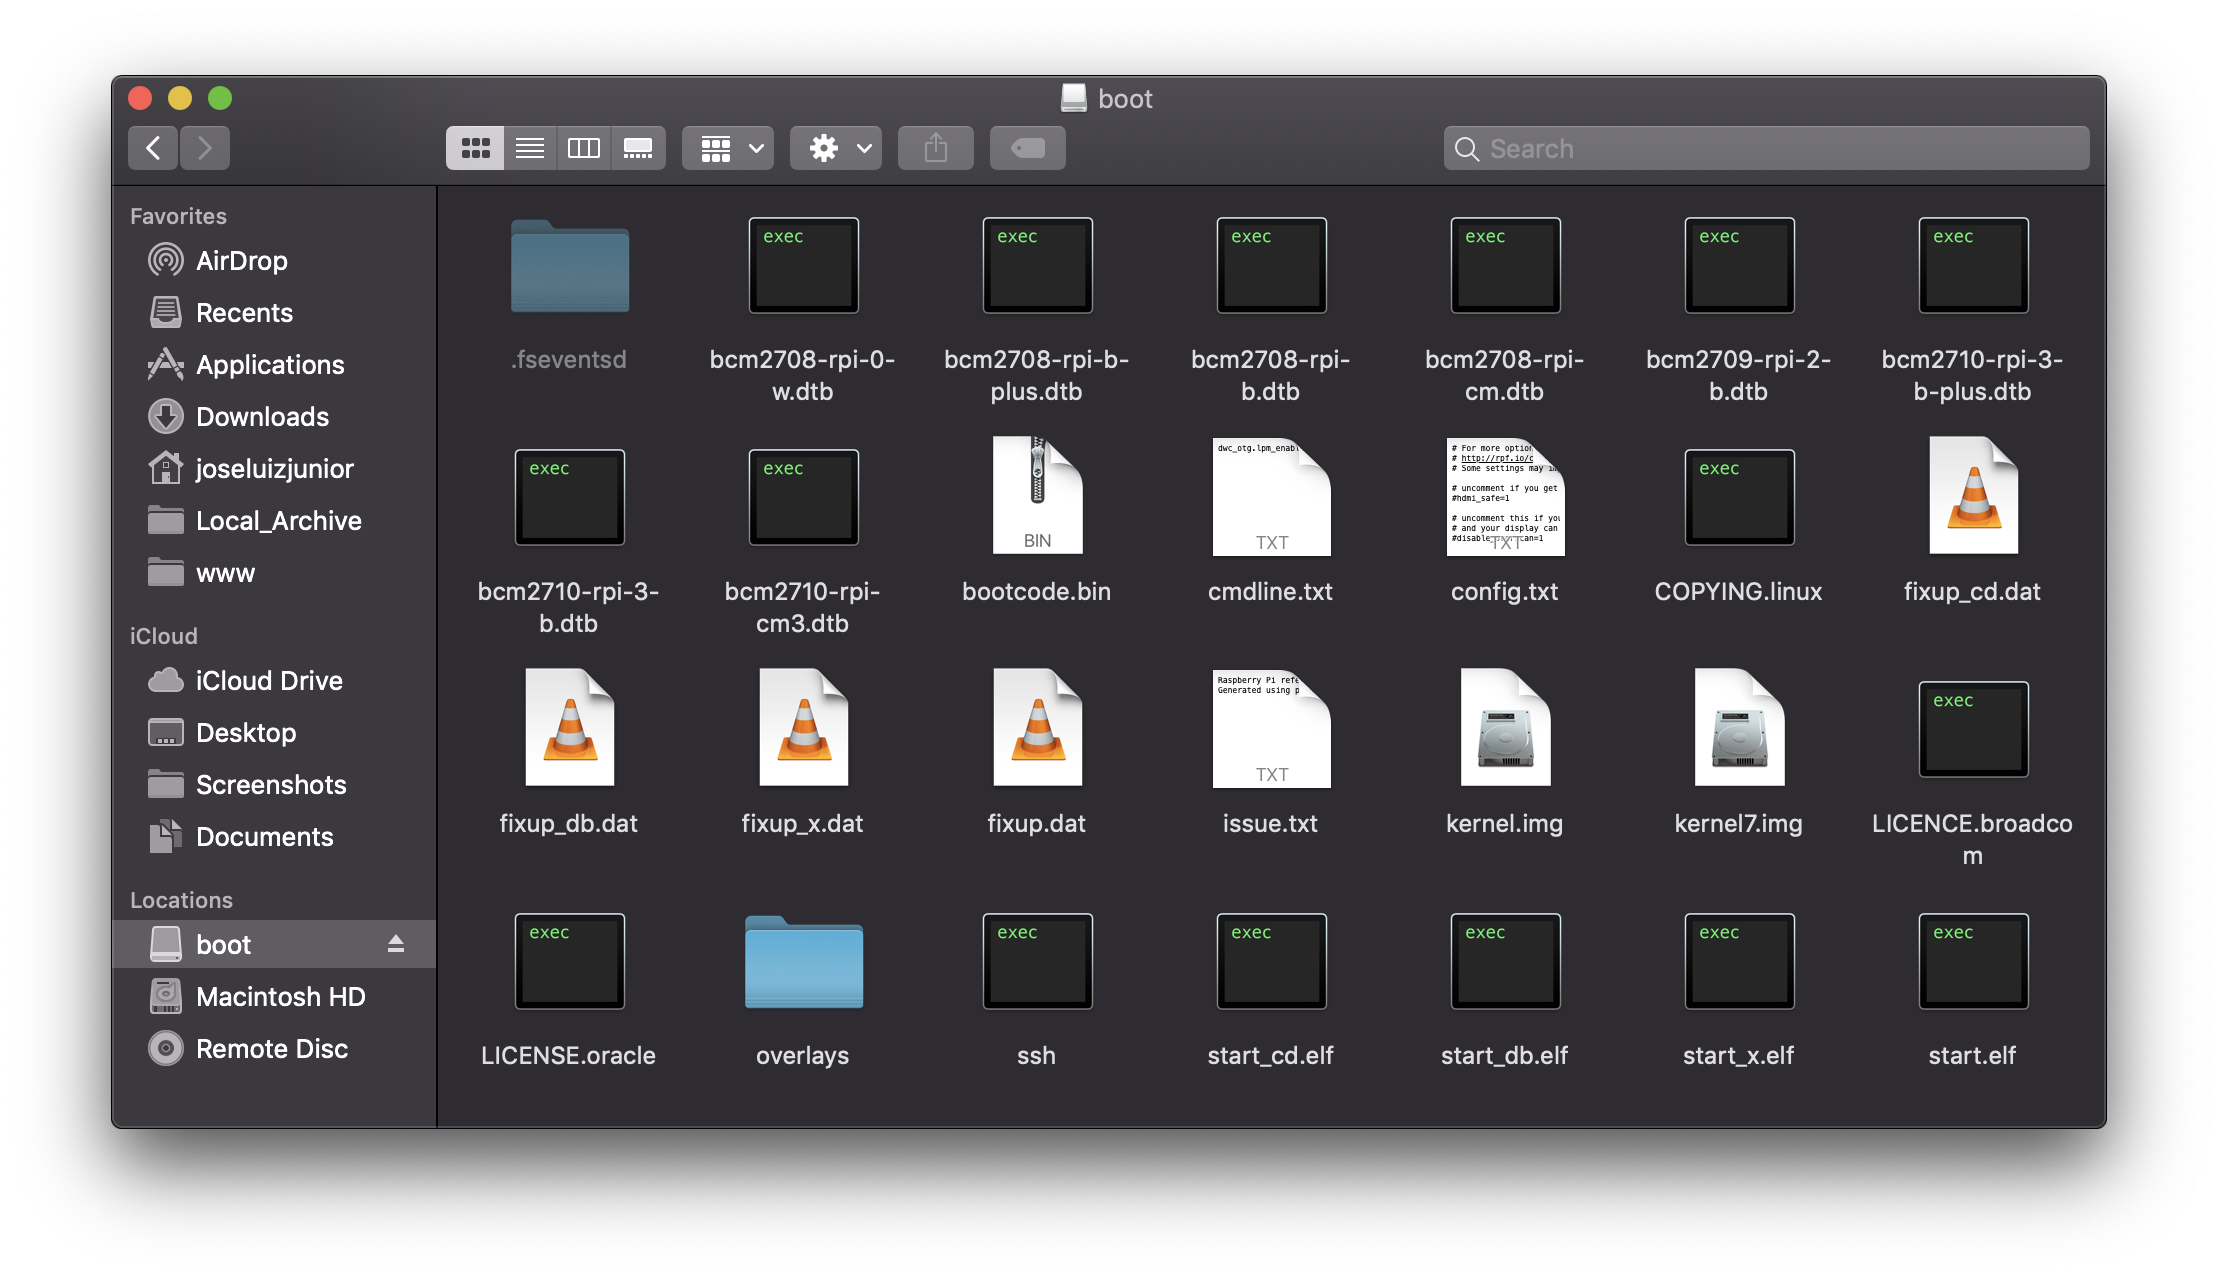 boot
Search
Favorites
AirDrop
Recents
Applications
Downloads
joseluizjunior
Local_Archive
www
iCloud
iCloud Drive
Desktop
Screenshots
Documents
Locations
boot
Macintosh HD
Remote Disc
exec
exec
exec
exec
exec
exec
.fseventsd
bcm2708-rpi-0-
w.dtb
bcm2708-rpi-b-
plus.dtb
bcm2708-rpi-
b.dtb
bcm2708-rpi-
cm.dtb
bcm2709-rpi-2-
b.dtb
bcm2710-rpi-3-
b-plus.dtb
exec
exec
BIN
dwc_otg.lpm_enab
TXT
# For more option
# http://rpf.io/c
# Some settings may im
# uncomment if you get
#hdmi_safe=1
# uncomment this if you
# and your display can
TXT
exec
bcm2710-rpi-3-
b.dtb
bcm2710-rpi-
cm3.dtb
bootcode.bin
cmdline.txt
config.txt
COPYING.linux
fixup_cd.dat
Raspberry Pi refe
Generated using p
TXT
exec
fixup_db.dat
fixup_x.dat
fixup.dat
issue.txt
kernel.img
kernel7.img
LICENCE.broadco
m
exec
exec
exec
exec
exec
exec
LICENSE.oracle
overlays
ssh
start_cd.elf
start_db.elf
start_x.elf
start.elf